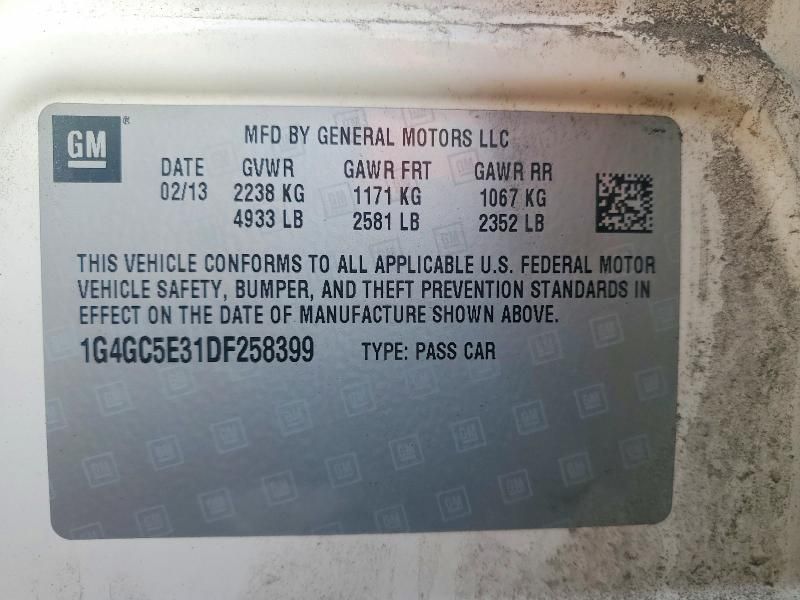 GM®
MFD BY GENERAL MOTORS LLC
DATE GVWR GAWR FRT GAWR RR
02/13 2238 KG 1171 KG 1067 KG
4933 LB 2581 LB 2352 LB
THIS VEHICLE CONFORMS TO ALL APPLICABLE U.S. FEDERAL MOTOR
VEHICLE SAFETY, BUMPER, AND THEFT PREVENTION STANDARDS IN
EFFECT ON THE DATE OF MANUFACTURE SHOWN ABOVE.
1G4GC5E31DF258399 TYPE: PASS CAR